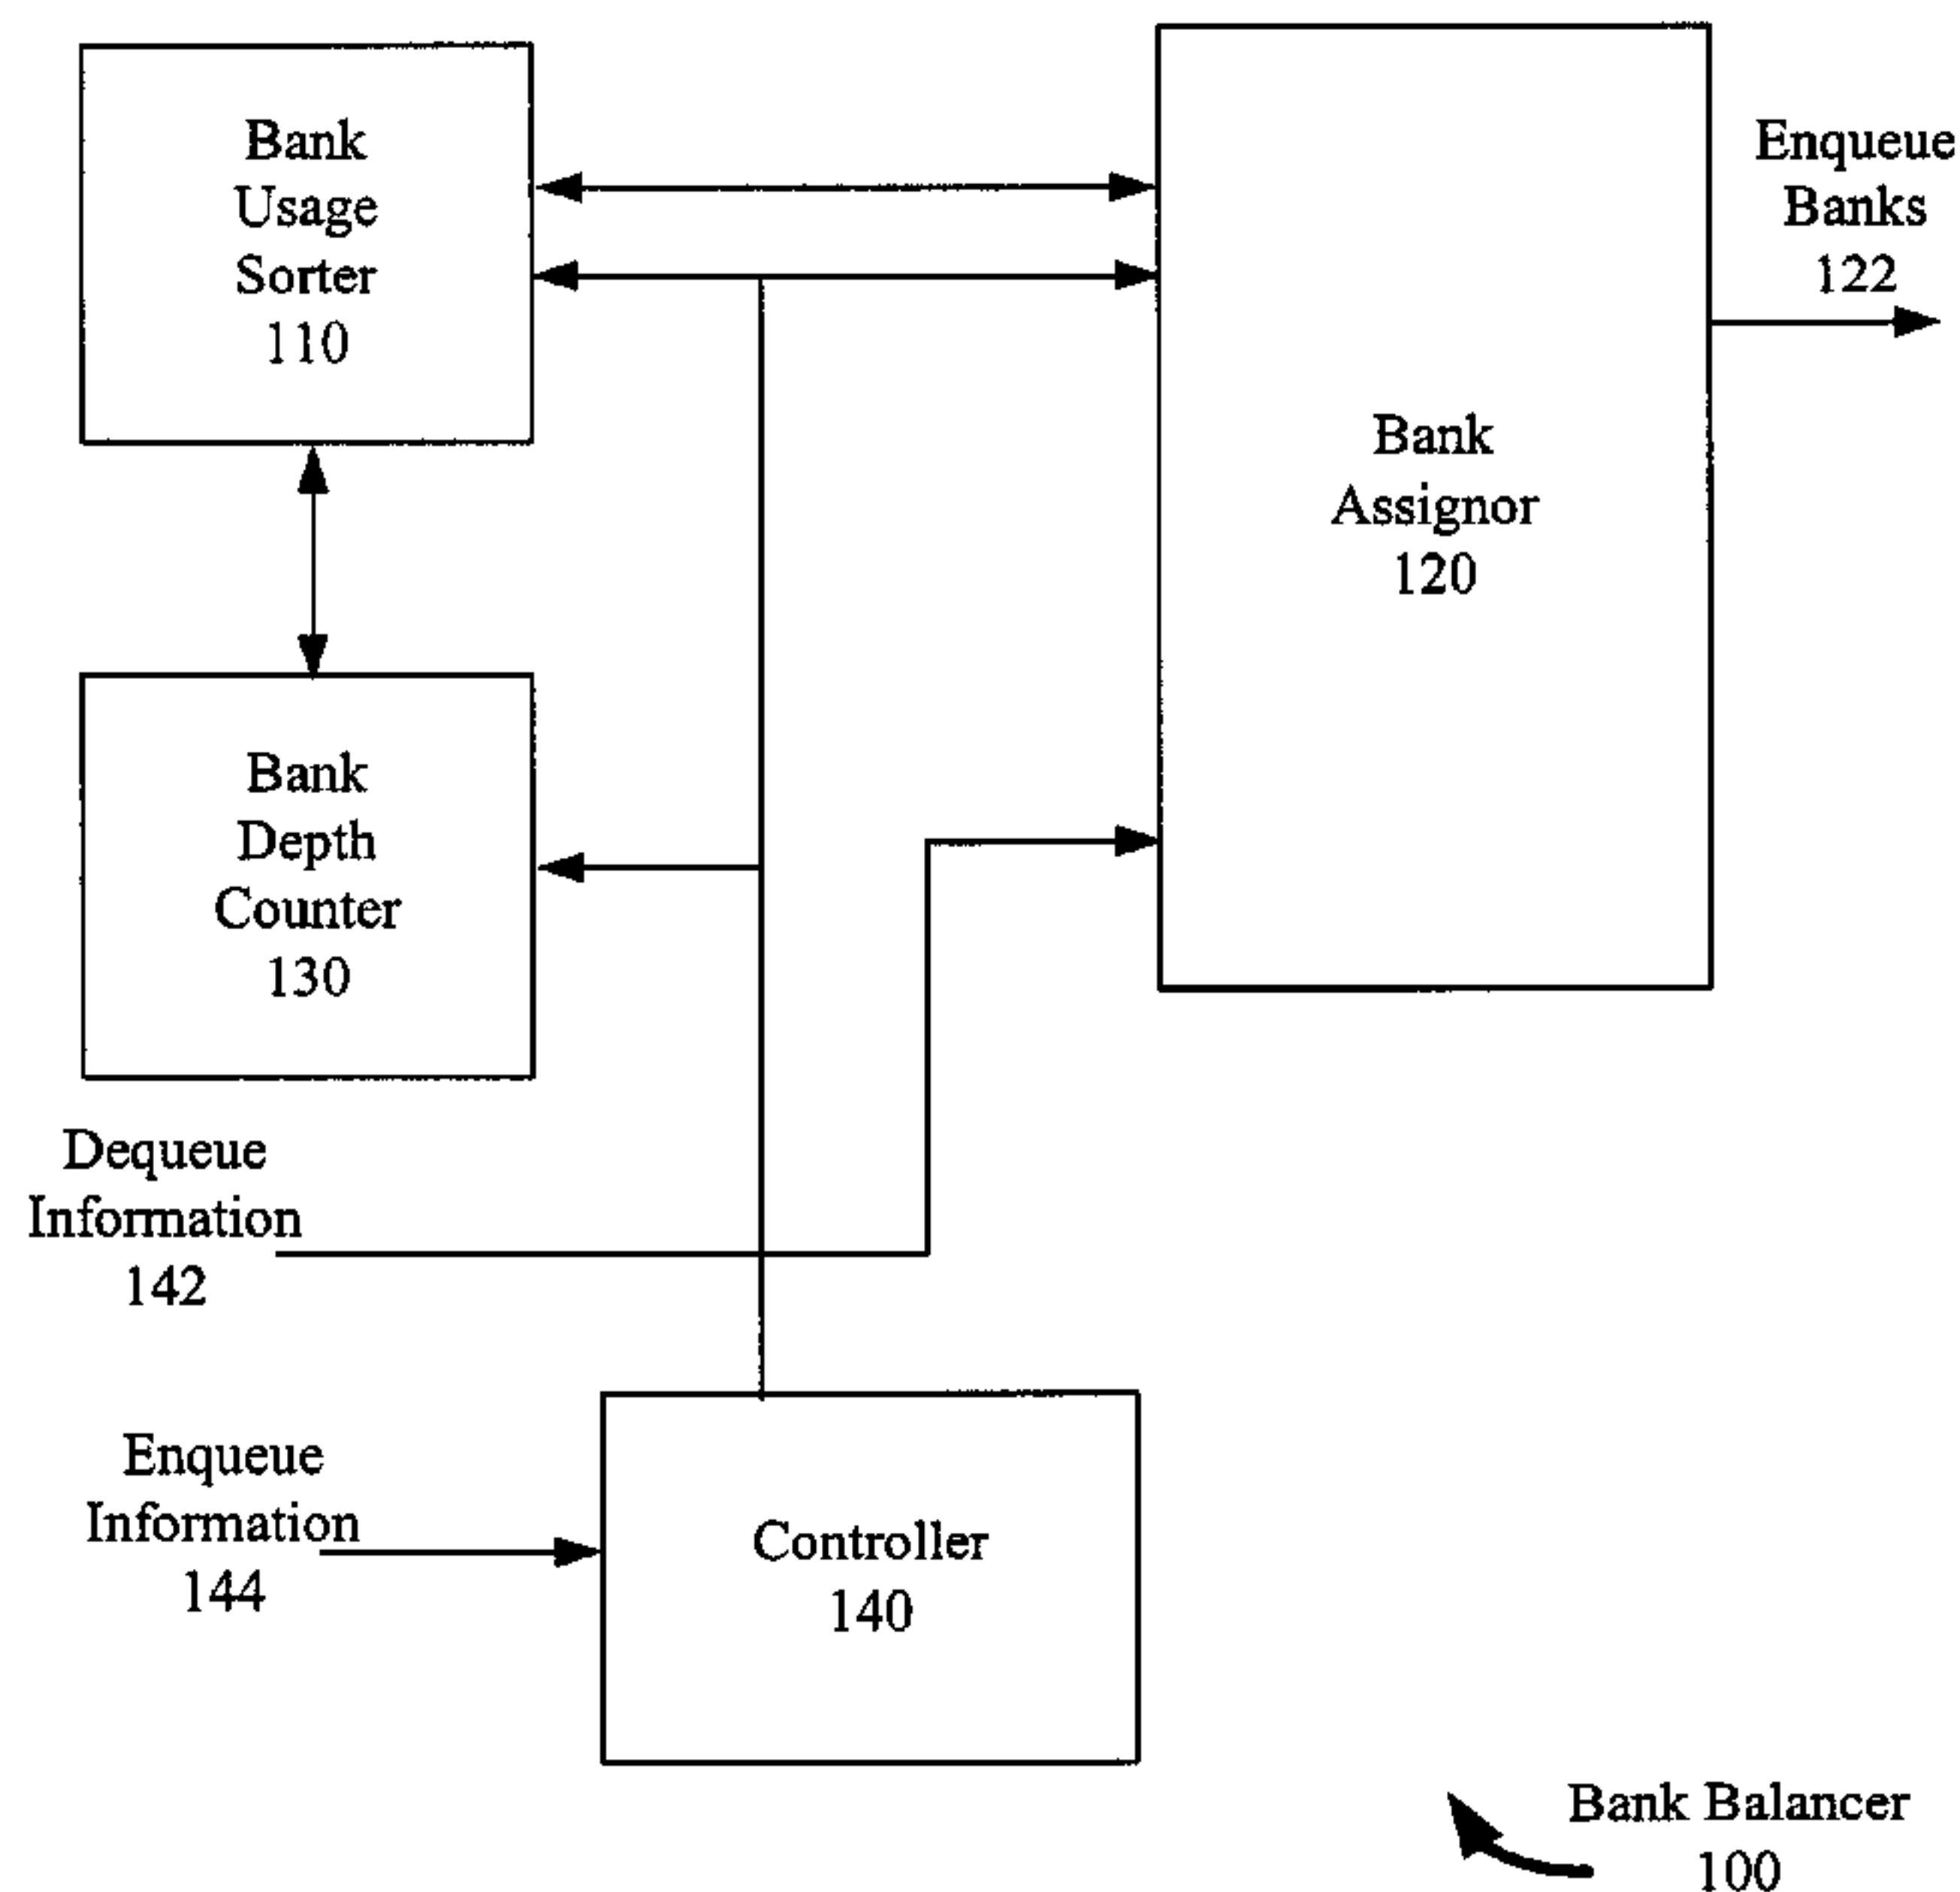 Bank
Usage
Sorter
110
Enqueue
Banks
122
Bank
Assignor
120
Bank
Depth
Counter
130
Dequeue
Information
142
Enqueue
Information
144
Controller
140
Bank Balancer
100